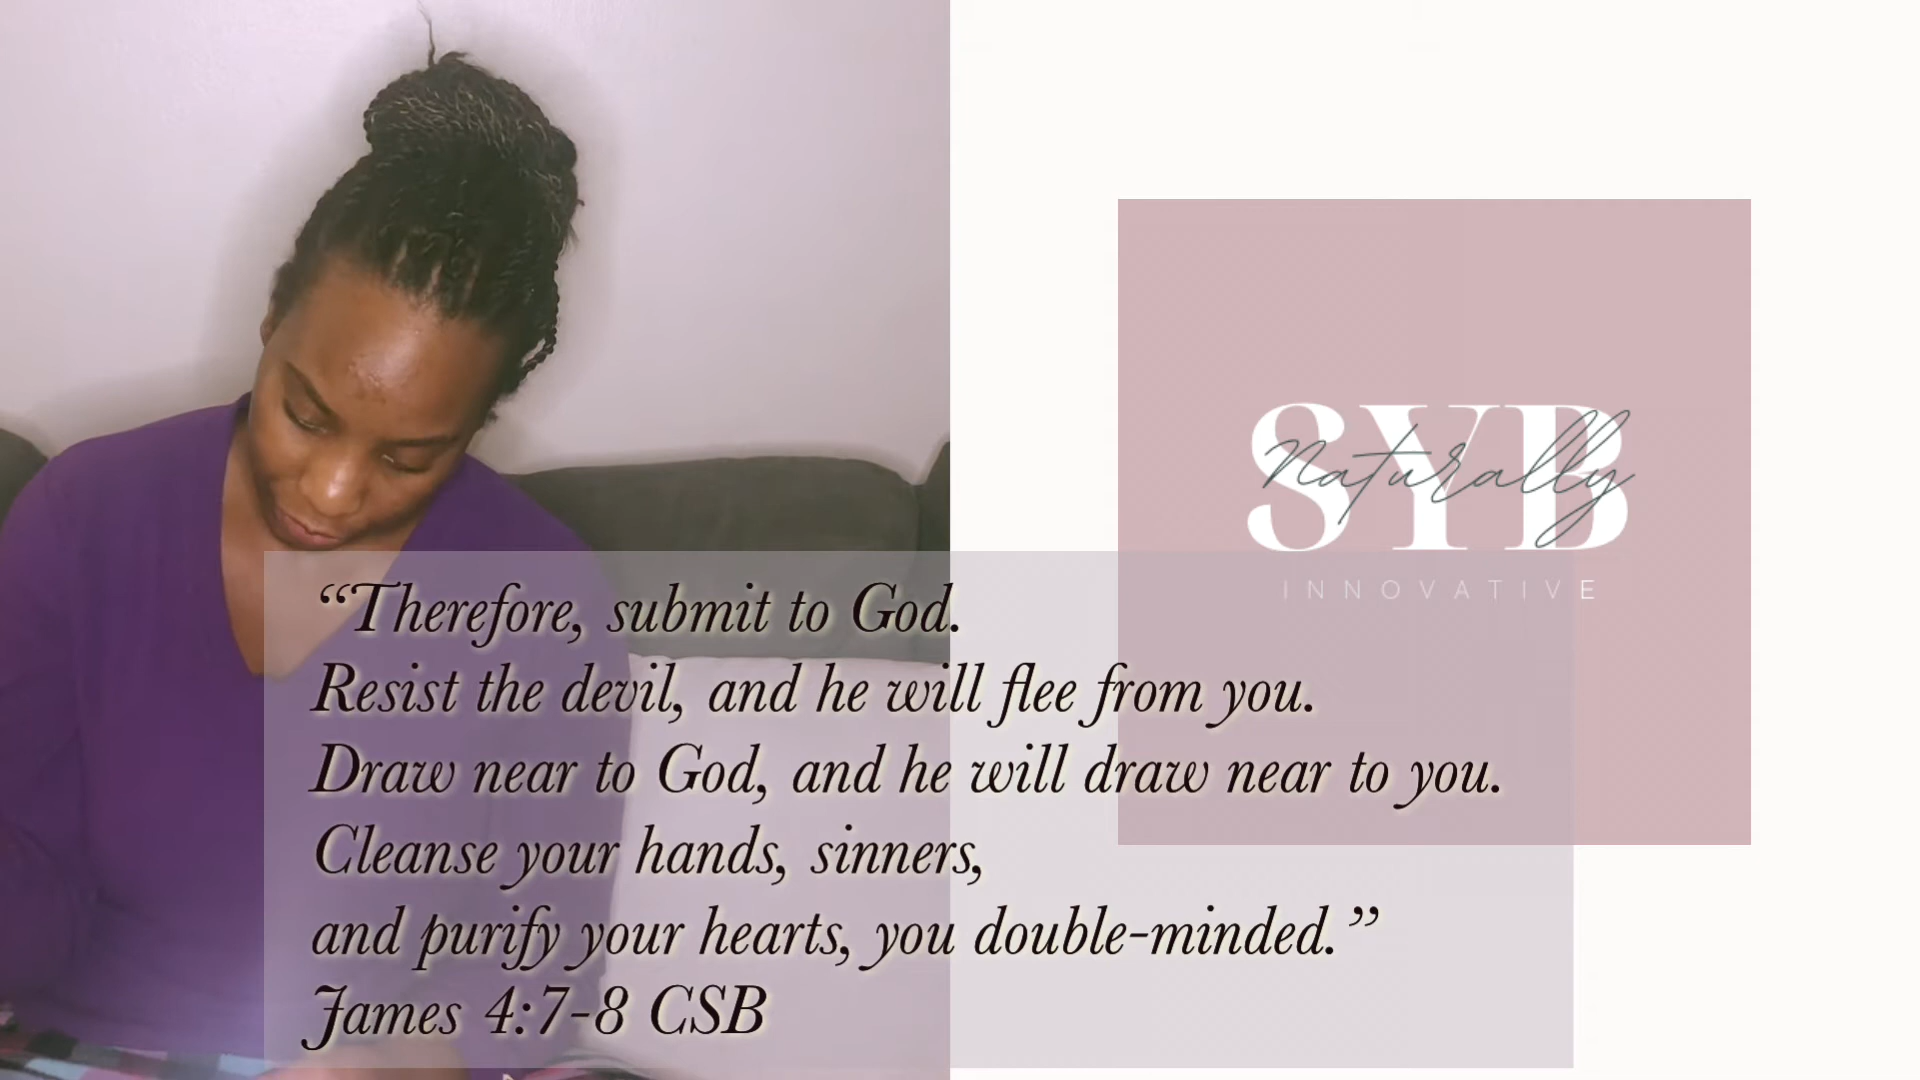 SYB
Naturally
INNOVATIVE
“Therefore, submit to God.
Resist the devil, and he will flee from you.
Draw near to God, and he will draw near to you.
Cleanse your hands, sinners,
and purify your hearts, you double-minded.”
James 4:7-8 CSB